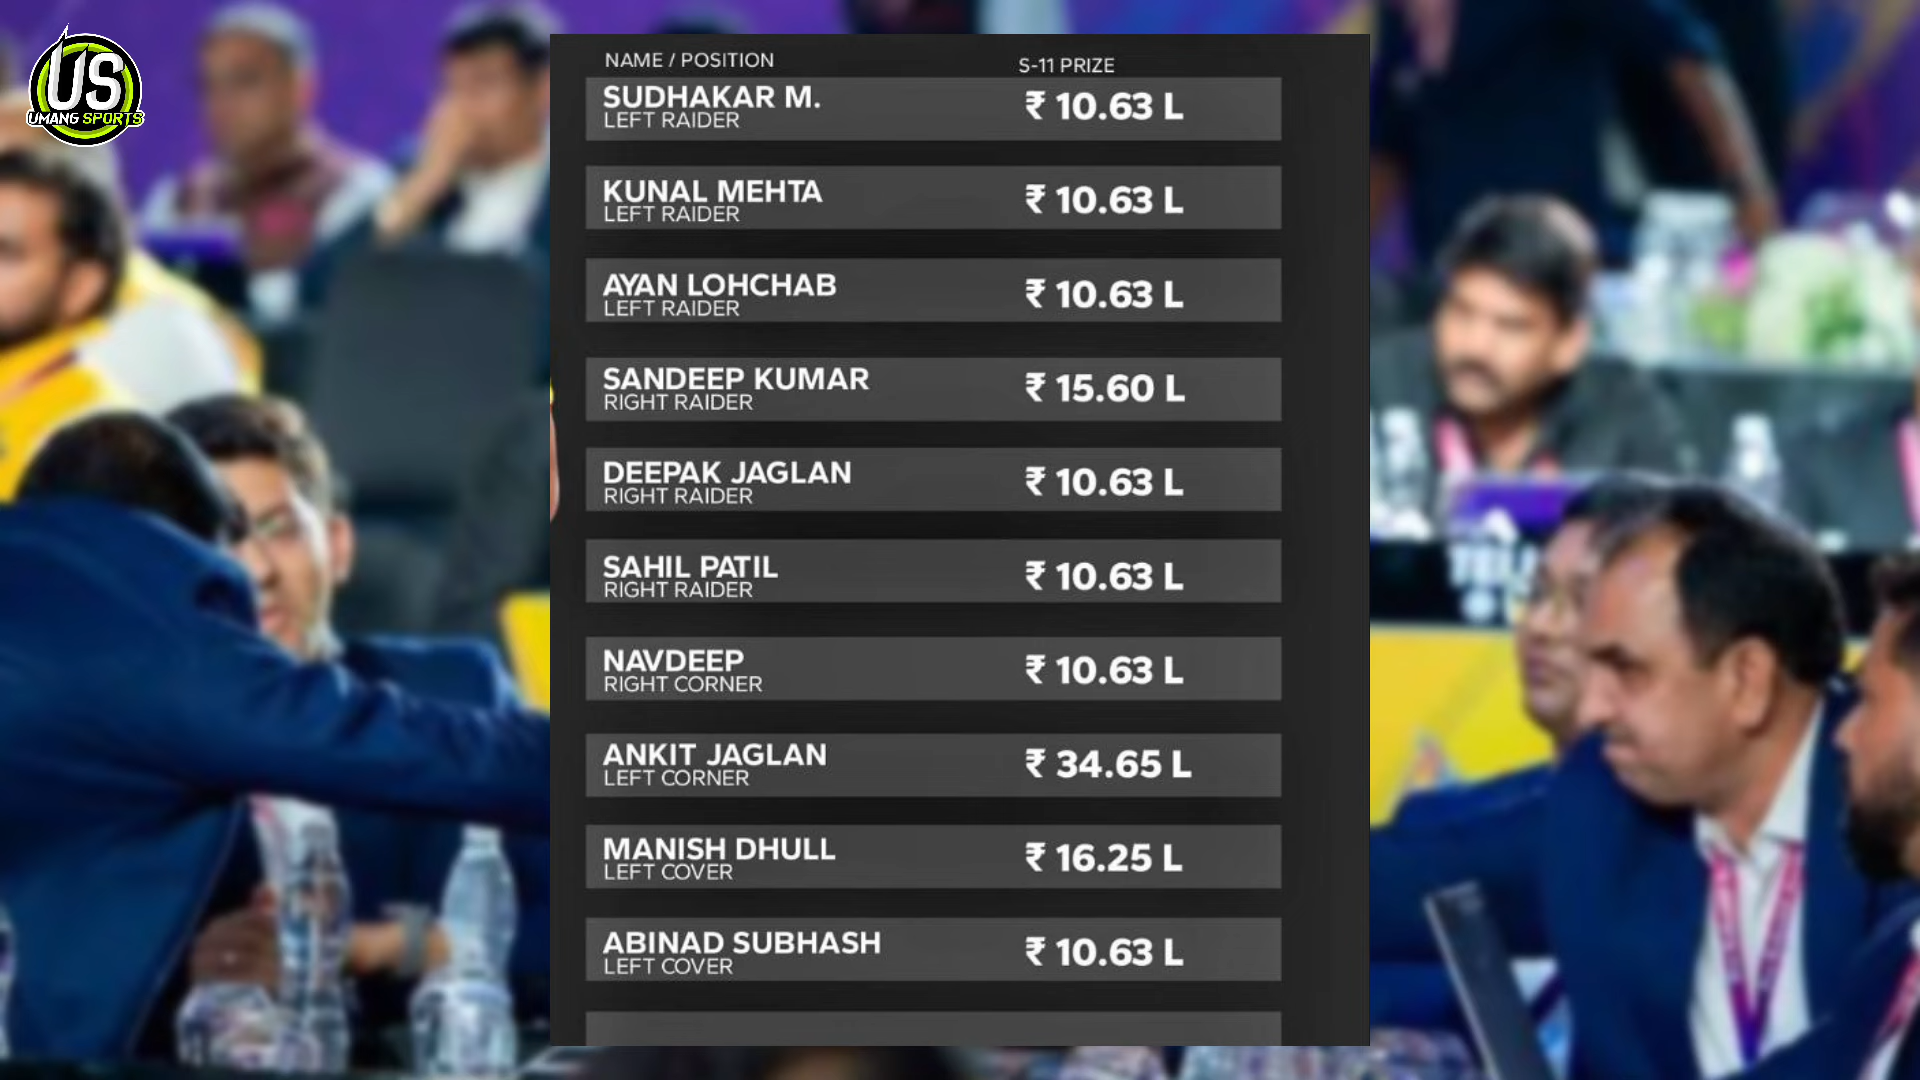 US
UMANG SPORTS
NAME / POSITION S-11 PRIZE
SUDHAKAR M. ₹ 10.63 L
LEFT RAIDER
KUNAL MEHTA ₹ 10.63 L
LEFT RAIDER
AYAN LOHCHAB ₹ 10.63 L
LEFT RAIDER
SANDEEP KUMAR ₹ 15.60 L
RIGHT RAIDER
DEEPAK JAGLAN ₹ 10.63 L
RIGHT RAIDER
SAHIL PATIL ₹ 10.63 L
RIGHT RAIDER
NAVDEEP ₹ 10.63 L
RIGHT CORNER
ANKIT JAGLAN ₹ 34.65 L
LEFT CORNER
MANISH DHULL ₹ 16.25 L
LEFT COVER
ABINAD SUBHASH ₹ 10.63 L
LEFT COVER